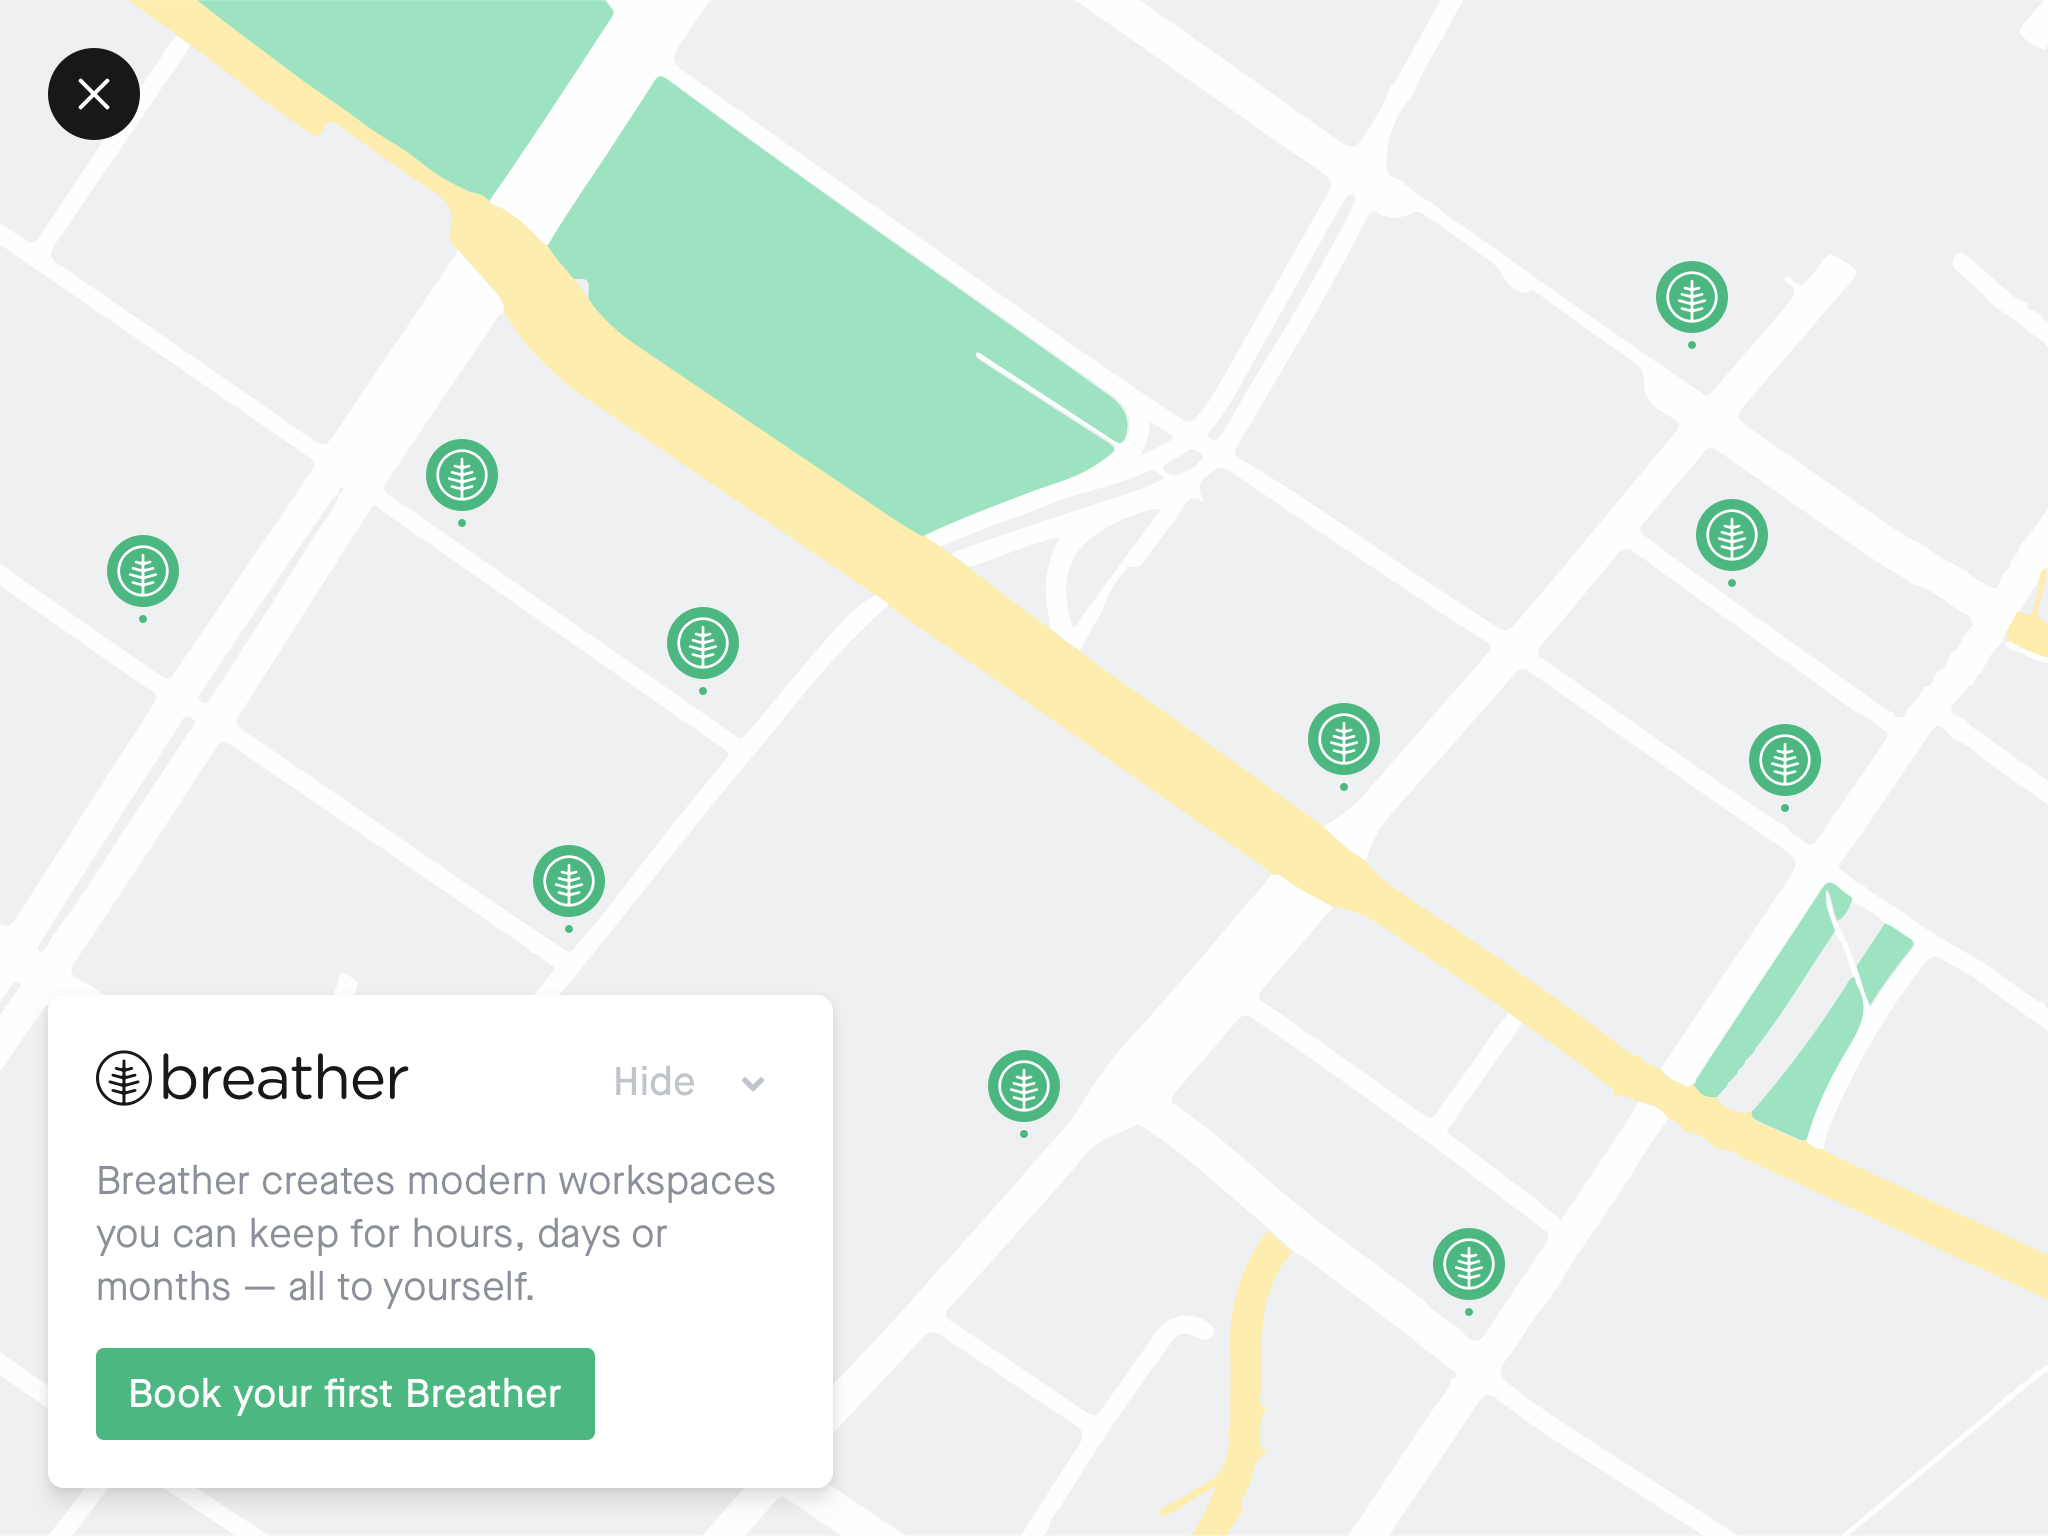 breather
Hide
Breather creates modern workspaces
you can keep for hours, days or
months — all to yourself.
Book your first Breather